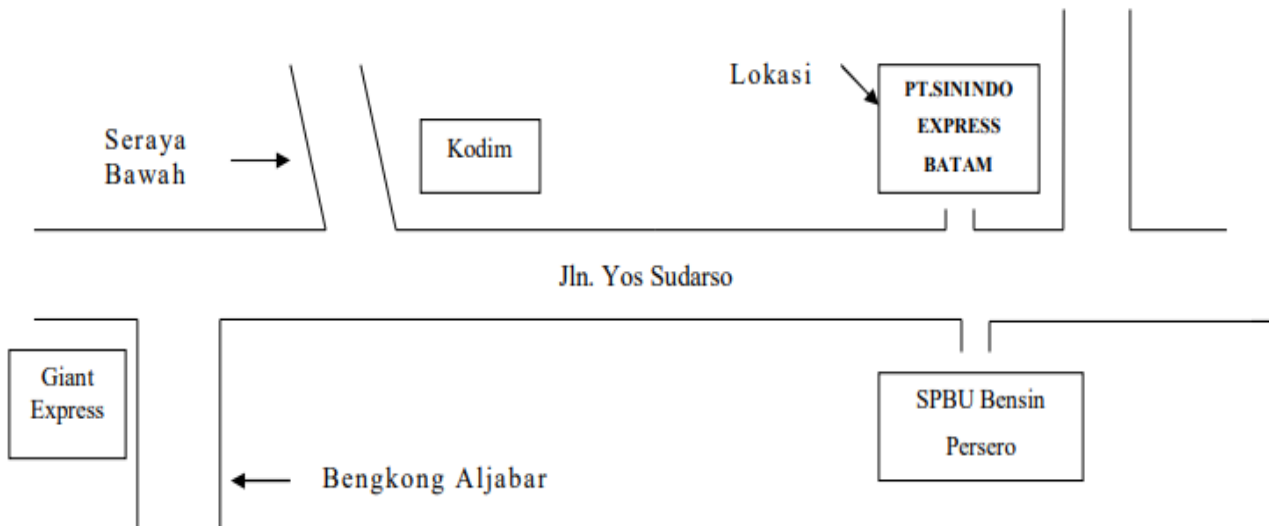 Lokasi
PT.SININDO
EXPRESS
BATAM
Seraya
Bawah
Kodim
Jln. Yos Sudarso
Giant
Express
SPBU Bensin
Persero
Bengkong Aljabar